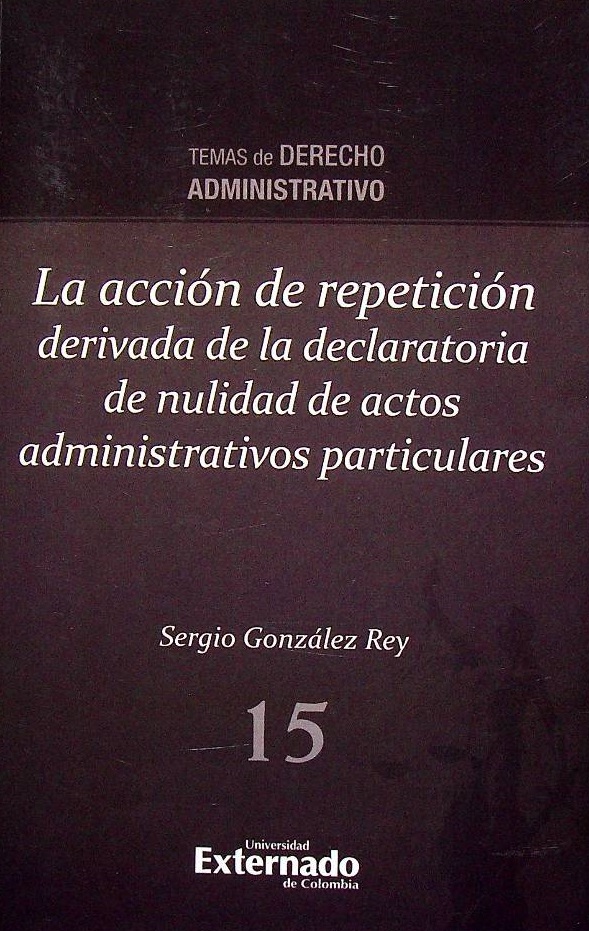 TEMAS de DERECHO
ADMINISTRATIVO
La acción de repetición
derivada de la declaratoria
de nulidad de actos
administrativos particulares
Sergio González Rey
15
Universidad
Externado
de Colombia